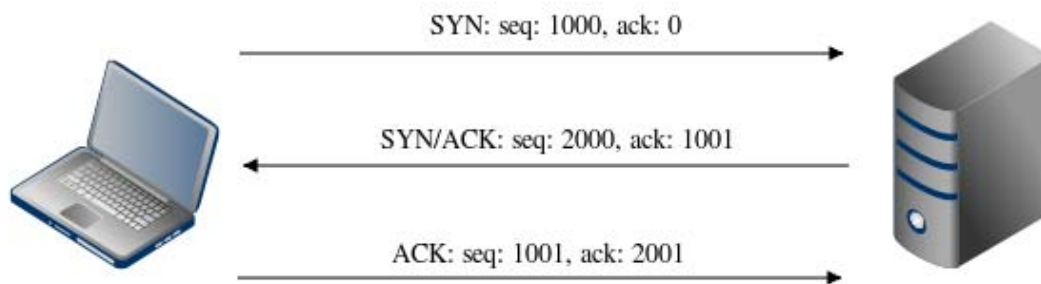 SYN: seq: 1000, ack: 0
SYN/ACK: seq: 2000, ack: 1001
ACK: seq: 1001, ack: 2001